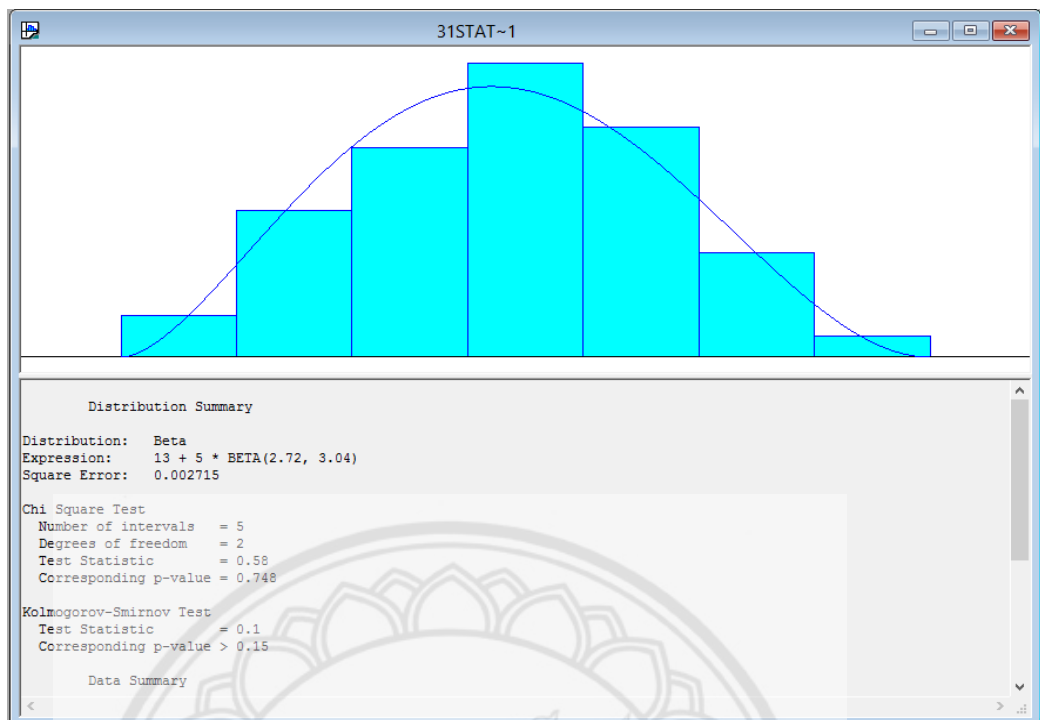 31STAT~1
Distribution Summary
Distribution: Beta
Expression: 13 + 5 * BETA(2.72, 3.04)
Square Error: 0.002715
Chi Square Test
Number of intervals = 5
Degrees of freedom = 2
Test Statistic = 0.58
Corresponding p-value = 0.748
Kolmogorov-Smirnov Test
Test Statistic = 0.1
Corresponding p-value > 0.15
Data Summary